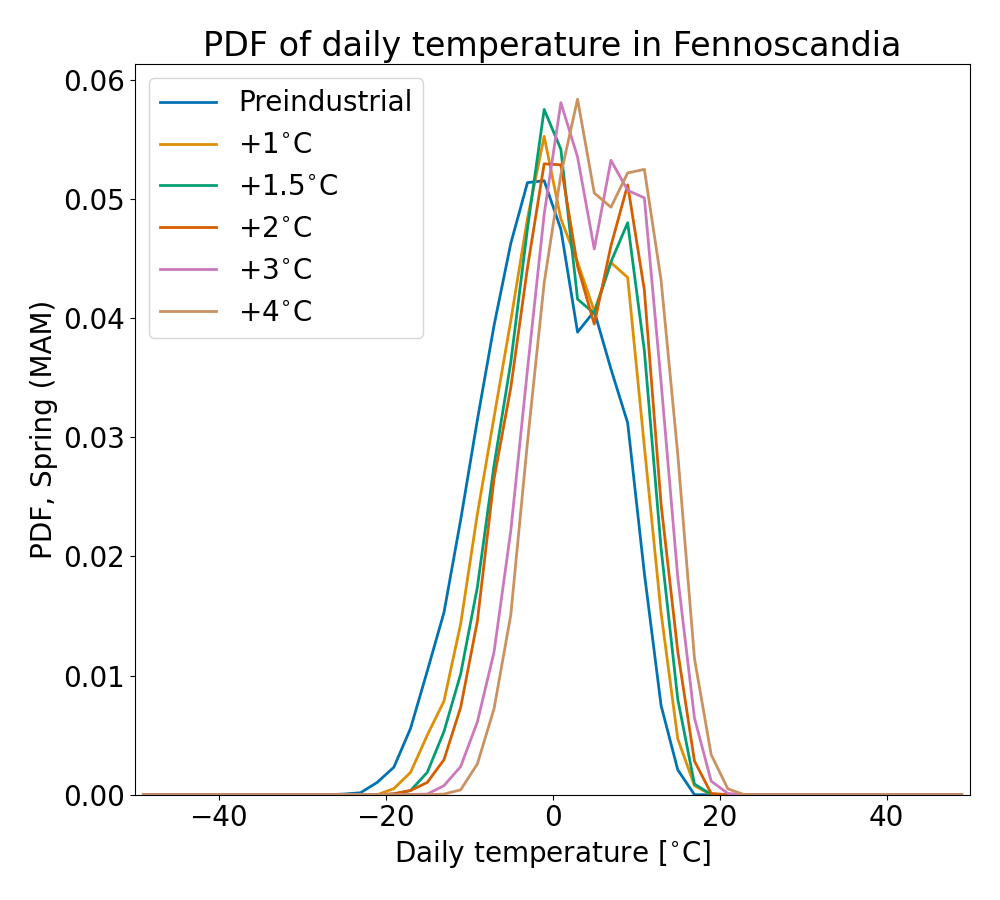 PDF of daily temperature in Fennoscandia
0.06
0.05
0.04
0.03
0.02
0.01
0.00
PDF, Spring (MAM)
Preindustrial
+1°C
+1.5°C
+2°C
+3°C
+4°C
−40
−20
0
20
40
Daily temperature [°C]